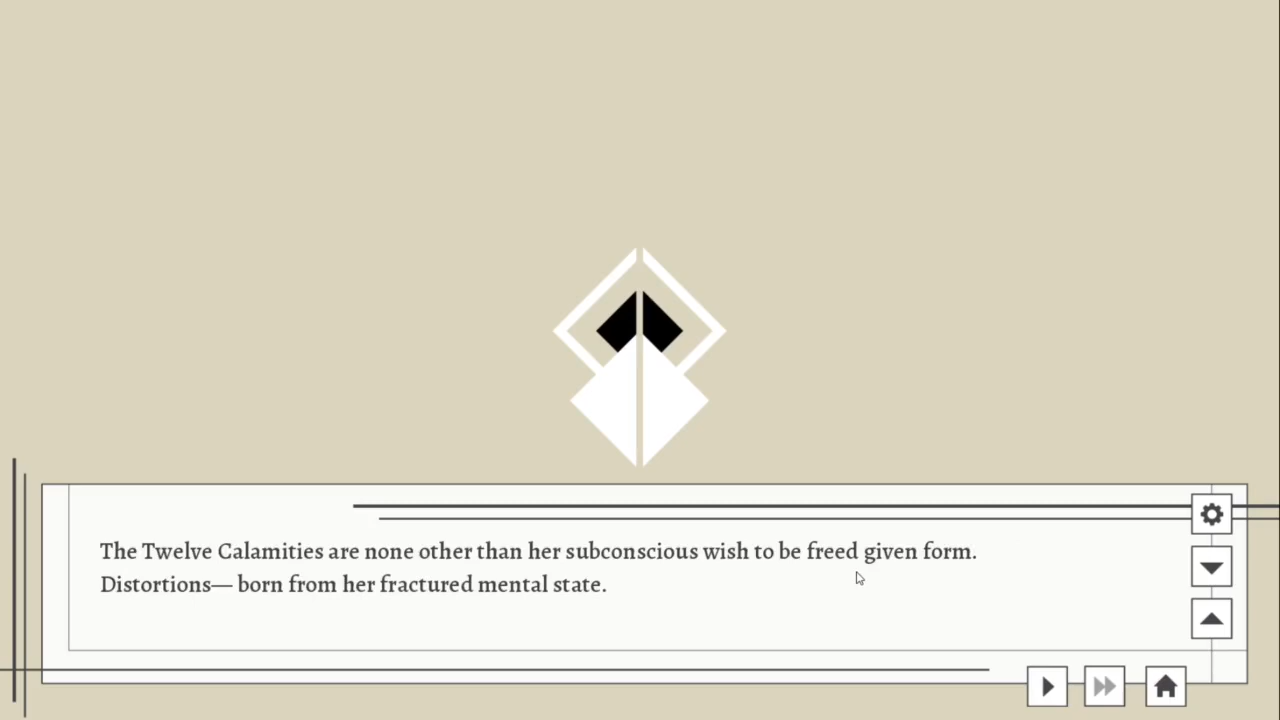 The Twelve Calamities are none other than her subconscious wish to be freed given form.
Distortions— born from her fractured mental state.